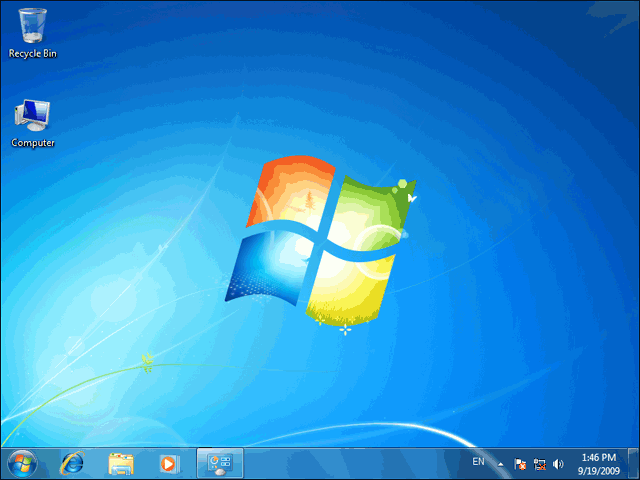 Recycle Bin
Computer
EN
1:46 PM
9/19/2009